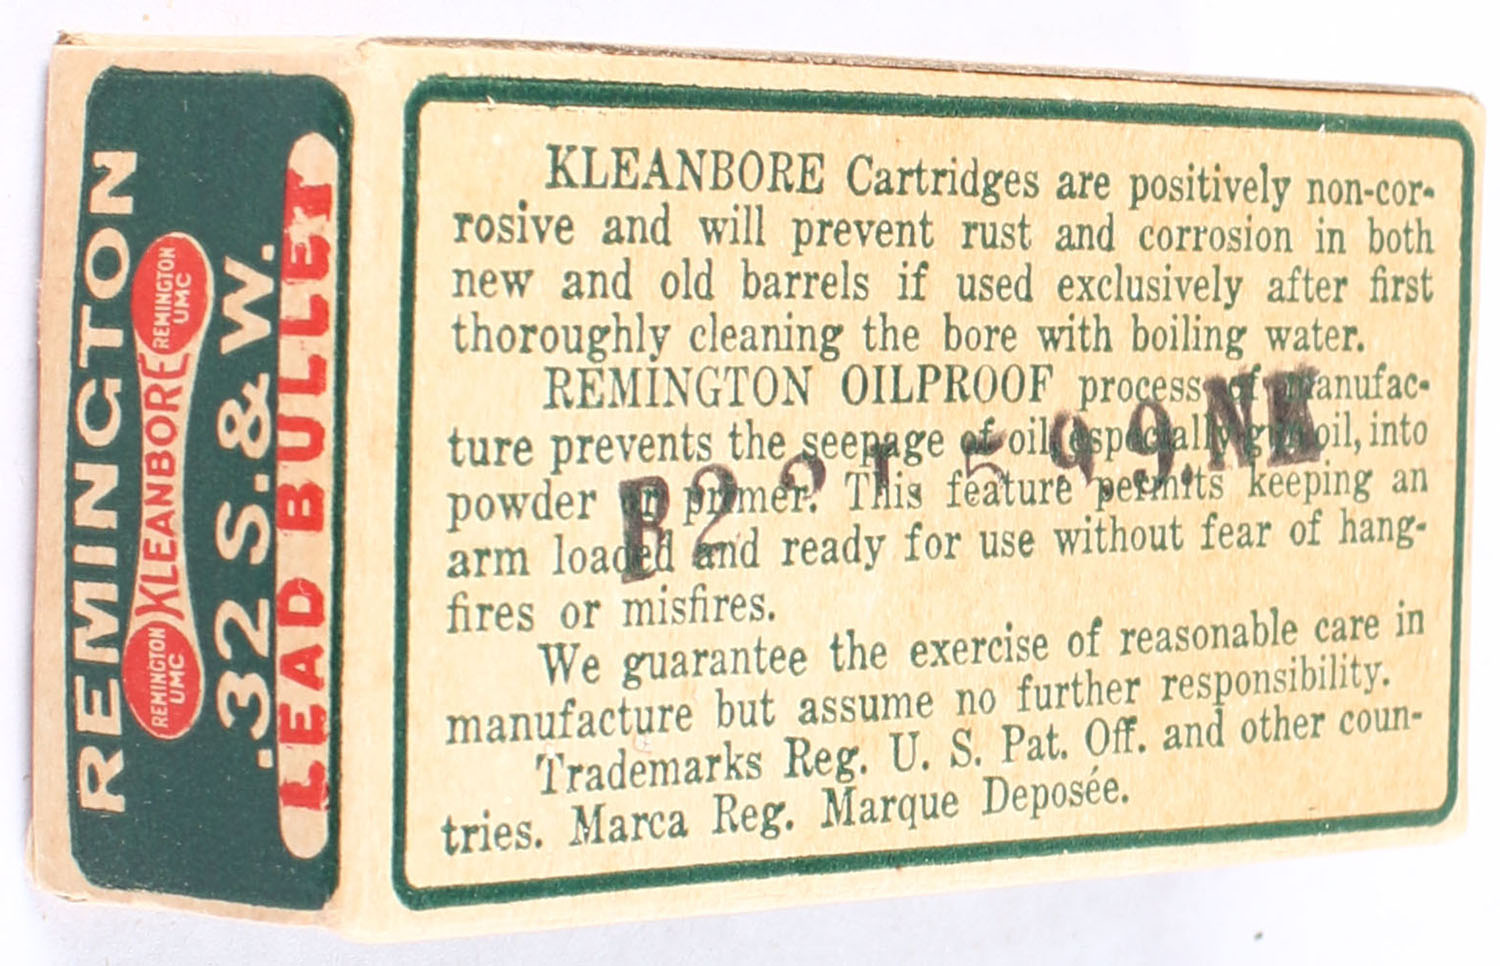 REMINGTON
REMINGTON UMC KLEANBORE REMINGTON UMC
.32 S.&W.
LEAD BULLET
KLEANBORE Cartridges are positively non-cor-
rosive and will prevent rust and corrosion in both
new and old barrels if used exclusively after first
thoroughly cleaning the bore with boiling water.
REMINGTON OILPROOF process of manufac-
ture prevents the seepage of oil, especially gun oil, into
powder or primer. This feature permits keeping an
arm loaded and ready for use without fear of hang-
fires or misfires.
We guarantee the exercise of reasonable care in
manufacture but assume no further responsibility.
Trademarks Reg. U. S. Pat. Off. and other coun-
tries. Marca Reg. Marque Deposée.